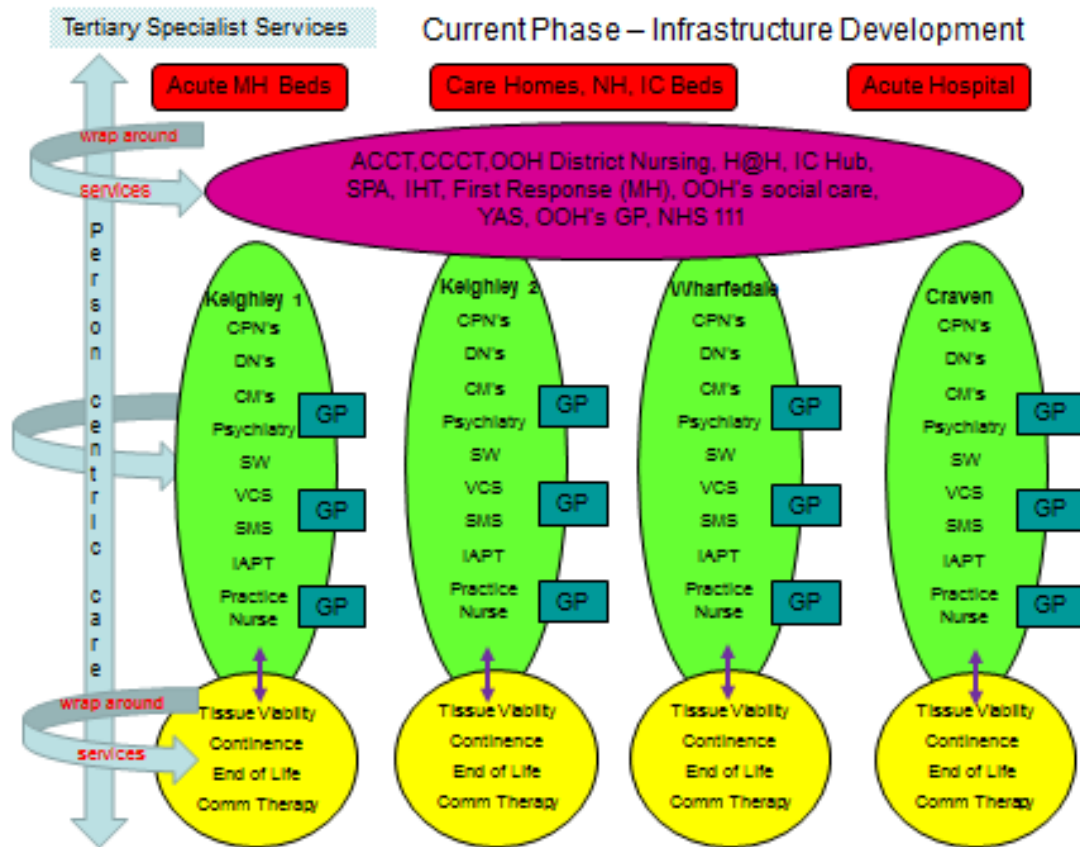 Tertiary Specialist Services
Current Phase – Infrastructure Development
Acute MH Beds
Care Homes, NH, IC Beds
Acute Hospital
wrap around
services
ACCT,CCCT,OOH District Nursing, H@H, IC Hub,
SPA, IHT, First Response (MH), OOH's social care,
YAS, OOH's GP, NHS 111
Person centric care
Keighley 1
CPN's
DN's
CM's
Psychiatry
SW
VCS
SMS
IAPT
Practice
Nurse
GP
GP
GP
Keighley 2
CPN's
DN's
CM's
Psychiatry
SW
VCS
SMS
IAPT
Practice
Nurse
GP
GP
GP
Wharfedale
CPN's
DN's
CM's
Psychiatry
SW
VCS
SMS
IAPT
Practice
Nurse
GP
GP
GP
Craven
CPN's
DN's
CM's
Psychiatry
SW
VCS
SMS
IAPT
Practice
Nurse
GP
GP
GP
wrap around
services
Tissue Viability
Continence
End of Life
Comm Therapy
Tissue Viability
Continence
End of Life
Comm Therapy
Tissue Viability
Continence
End of Life
Comm Therapy
Tissue Viability
Continence
End of Life
Comm Therapy